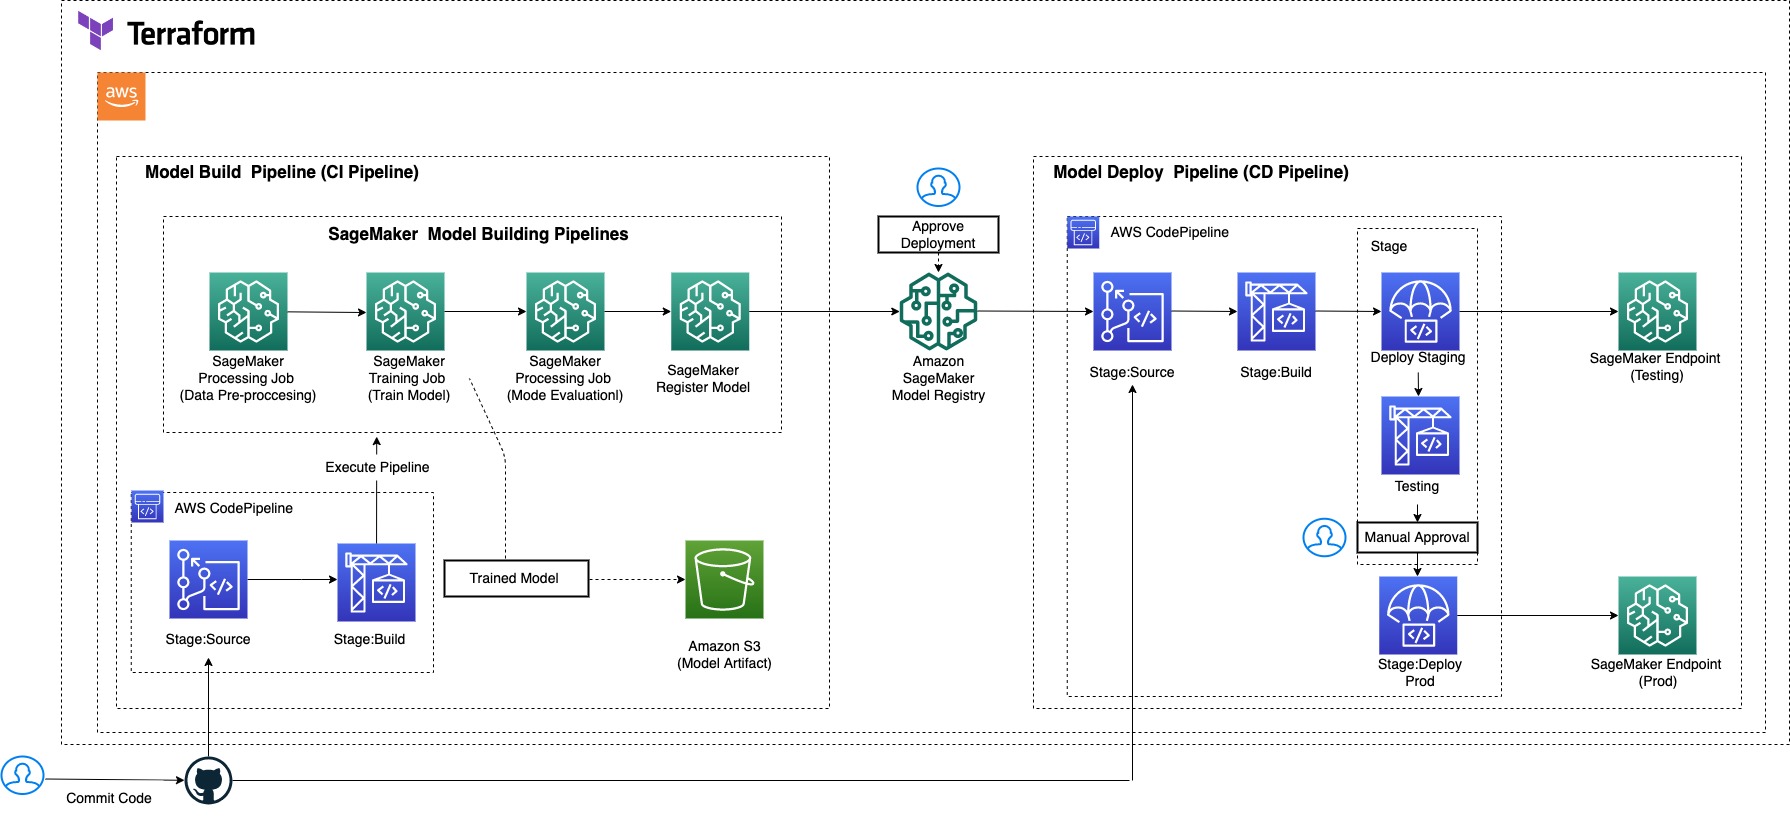 Terraform
aws
Model Build Pipeline (CI Pipeline)
SageMaker Model Building Pipelines
SageMaker
Processing Job
(Data Pre-proccesing)
SageMaker
Training Job
(Train Model)
SageMaker
Processing Job
(Mode Evaluationl)
SageMaker
Register Model
Execute Pipeline
AWS CodePipeline
Stage:Source
Stage:Build
Trained Model
Amazon S3
(Model Artifact)
Approve
Deployment
Amazon
SageMaker
Model Registry
Model Deploy Pipeline (CD Pipeline)
AWS CodePipeline
Stage:Source
Stage:Build
Stage
Deploy Staging
Testing
Manual Approval
Stage:Deploy
Prod
SageMaker Endpoint
(Testing)
SageMaker Endpoint
(Prod)
Commit Code